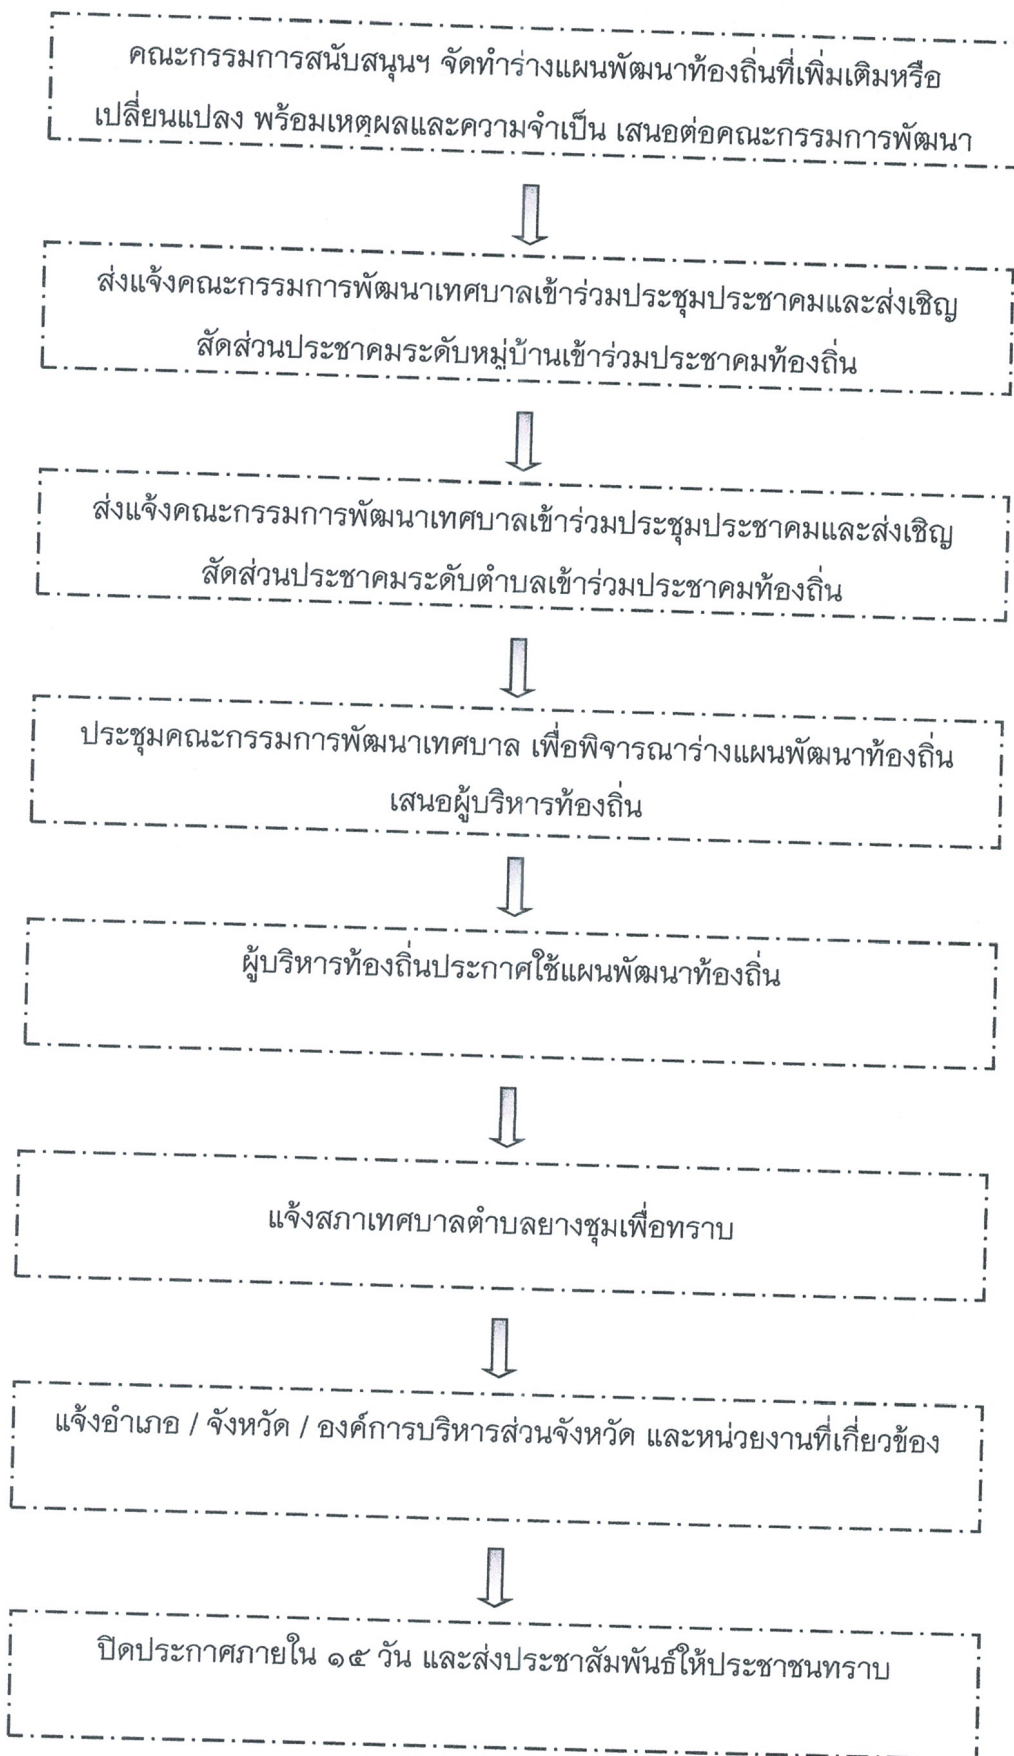 คณะกรรมการสนับสนุนฯ จัดทำร่างแผนพัฒนาท้องถิ่นที่เพิ่มเติมหรือ
เปลี่ยนแปลง พร้อมเหตุผลและความจำเป็น เสนอต่อคณะกรรมการพัฒนา
ส่งแจ้งคณะกรรมการพัฒนาเทศบาลเข้าร่วมประชุมประชาคมและส่งเชิญ
สัดส่วนประชาคมระดับหมู่บ้านเข้าร่วมประชาคมท้องถิ่น
ส่งแจ้งคณะกรรมการพัฒนาเทศบาลเข้าร่วมประชุมประชาคมและส่งเชิญ
สัดส่วนประชาคมระดับตำบลเข้าร่วมประชาคมท้องถิ่น
ประชุมคณะกรรมการพัฒนาเทศบาล เพื่อพิจารณาร่างแผนพัฒนาท้องถิ่น
เสนอผู้บริหารท้องถิ่น
ผู้บริหารท้องถิ่นประกาศใช้แผนพัฒนาท้องถิ่น
แจ้งสภาเทศบาลตำบลยางชุมเพื่อทราบ
แจ้งอำเภอ / จังหวัด / องค์การบริหารส่วนจังหวัด และหน่วยงานที่เกี่ยวข้อง
ปิดประกาศภายใน ๑๕ วัน และส่งประชาสัมพันธ์ให้ประชาชนทราบ